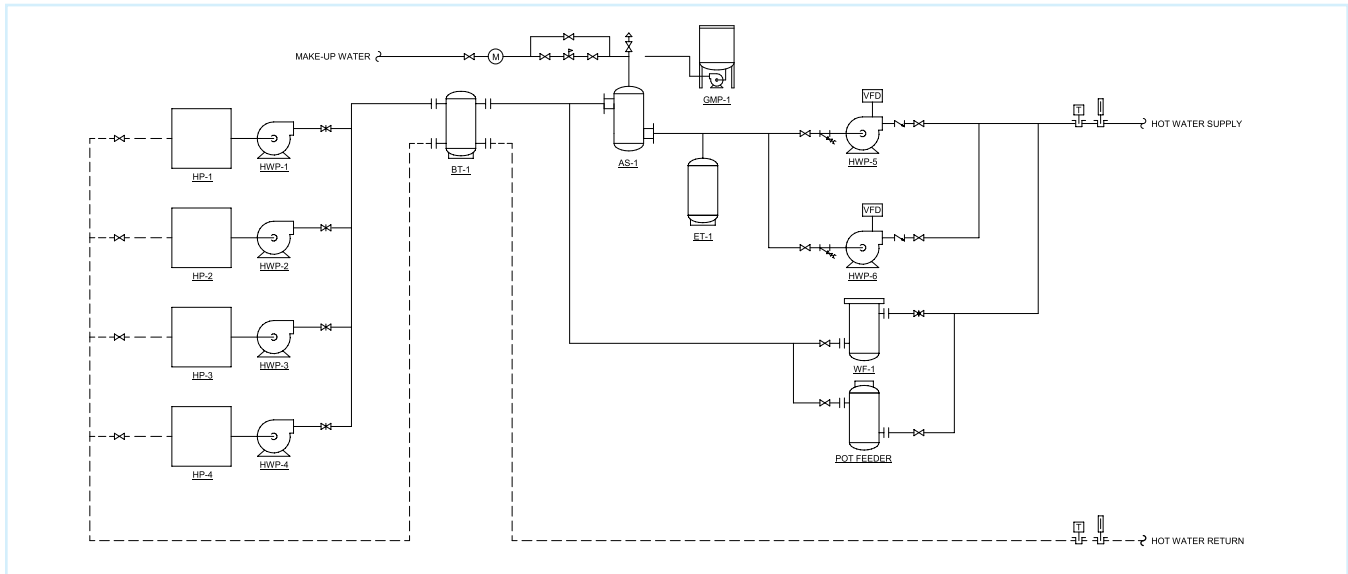 MAKE-UP WATER
M
GMP-1
VFD
T
HOT WATER SUPPLY
HP-1
HWP-1
BT-1
AS-1
HWP-5
ET-1
VFD
HP-2
HWP-2
HWP-6
HP-3
HWP-3
WF-1
HP-4
HWP-4
POT FEEDER
T
HOT WATER RETURN